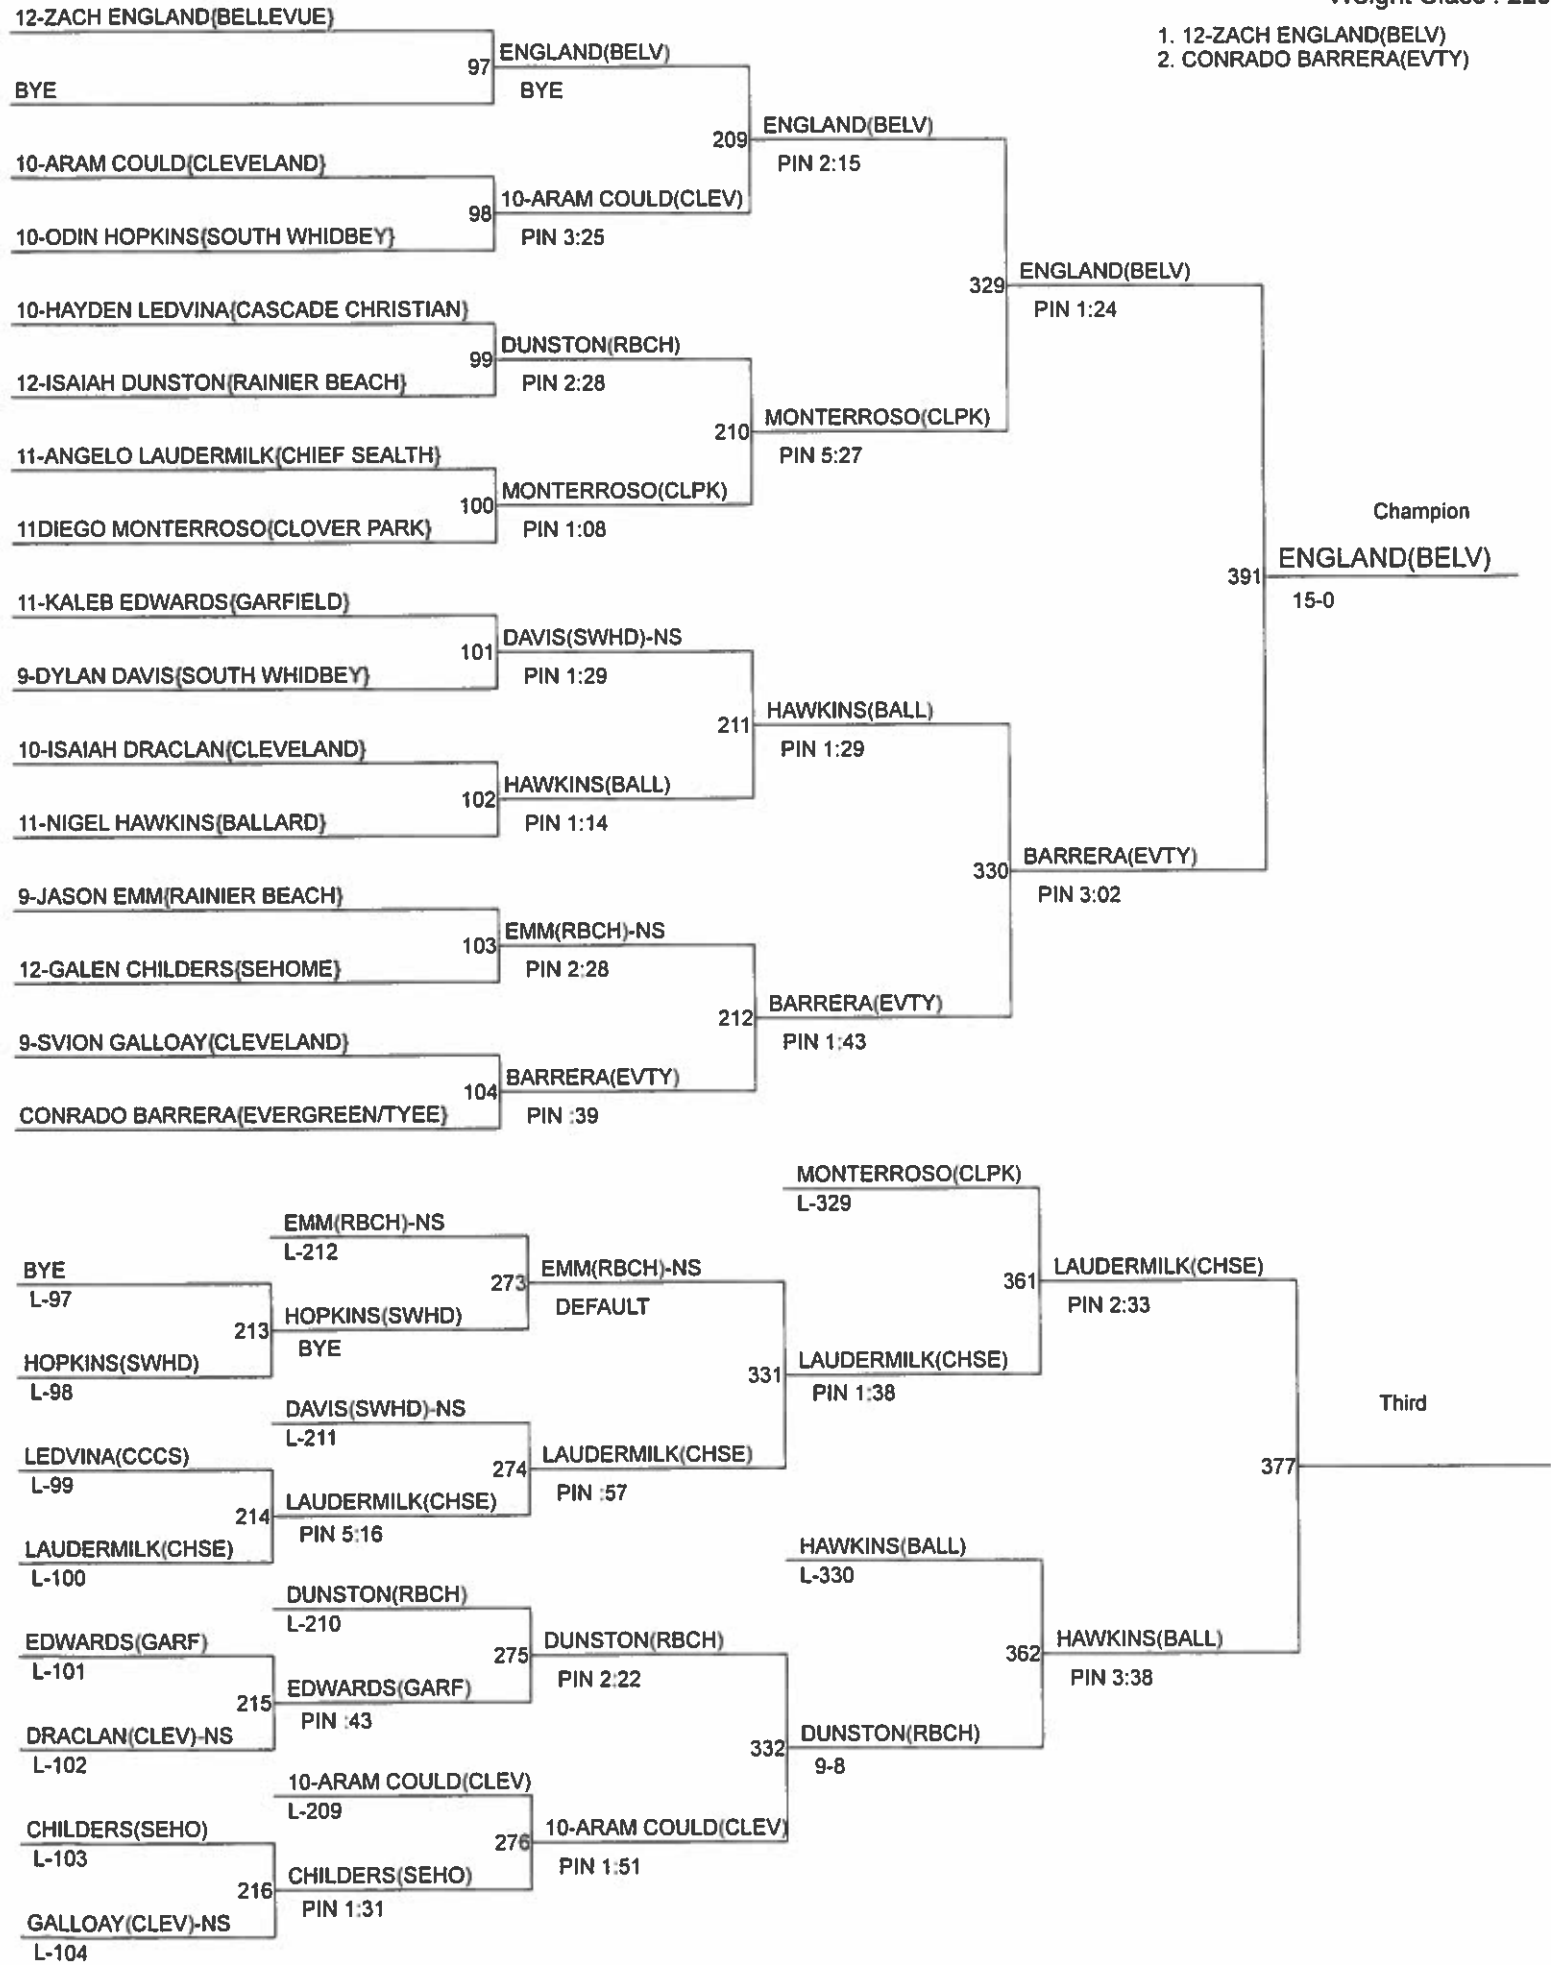 12-ZACH ENGLAND{BELLEVUE}
97
ENGLAND(BELV)
BYE
BYE
1. 12-ZACH ENGLAND(BELV)
2. CONRADO BARRERA(EVTY)
209
ENGLAND(BELV)
PIN 2:15
10-ARAM COULD{CLEVELAND}
98
10-ARAM COULD(CLEV)
PIN 3:25
10-ODIN HOPKINS{SOUTH WHIDBEY}
329
ENGLAND(BELV)
PIN 1:24
10-HAYDEN LEDVINA{CASCADE CHRISTIAN}
99
DUNSTON(RBCH)
PIN 2:28
12-ISAIAH DUNSTON{RAINIER BEACH}
210
MONTERROSO(CLPK)
PIN 5:27
11-ANGELO LAUDERMILK{CHIEF SEALTH}
100
MONTERROSO(CLPK)
PIN 1:08
11DIEGO MONTERROSO{CLOVER PARK}
Champion
391
ENGLAND(BELV)
15-0
11-KALEB EDWARDS{GARFIELD}
101
DAVIS(SWHD)-NS
PIN 1:29
9-DYLAN DAVIS{SOUTH WHIDBEY}
211
HAWKINS(BALL)
PIN 1:29
10-ISAIAH DRACLAN{CLEVELAND}
102
HAWKINS(BALL)
PIN 1:14
11-NIGEL HAWKINS{BALLARD}
330
BARRERA(EVTY)
PIN 3:02
9-JASON EMM{RAINIER BEACH}
103
EMM(RBCH)-NS
PIN 2:28
12-GALEN CHILDERS{SEHOME}
212
BARRERA(EVTY)
PIN 1:43
9-SVION GALLOAY{CLEVELAND}
104
BARRERA(EVTY)
PIN :39
CONRADO BARRERA{EVERGREEN/TYEE}
MONTERROSO(CLPK)
L-329
EMM(RBCH)-NS
L-212
BYE
L-97
273
EMM(RBCH)-NS
DEFAULT
361
LAUDERMILK(CHSE)
PIN 2:33
213
HOPKINS(SWHD)
BYE
HOPKINS(SWHD)
L-98
331
LAUDERMILK(CHSE)
PIN 1:38
DAVIS(SWHD)-NS
L-211
Third
LEDVINA(CCCS)
L-99
274
LAUDERMILK(CHSE)
PIN :57
377
214
LAUDERMILK(CHSE)
PIN 5:16
LAUDERMILK(CHSE)
L-100
HAWKINS(BALL)
L-330
DUNSTON(RBCH)
L-210
EDWARDS(GARF)
L-101
275
DUNSTON(RBCH)
PIN 2:22
362
HAWKINS(BALL)
PIN 3:38
215
EDWARDS(GARF)
PIN :43
DRACLAN(CLEV)-NS
L-102
332
DUNSTON(RBCH)
9-8
10-ARAM COULD(CLEV)
L-209
CHILDERS(SEHO)
L-103
276
10-ARAM COULD(CLEV)
PIN 1:51
216
CHILDERS(SEHO)
PIN 1:31
GALLOAY(CLEV)-NS
L-104